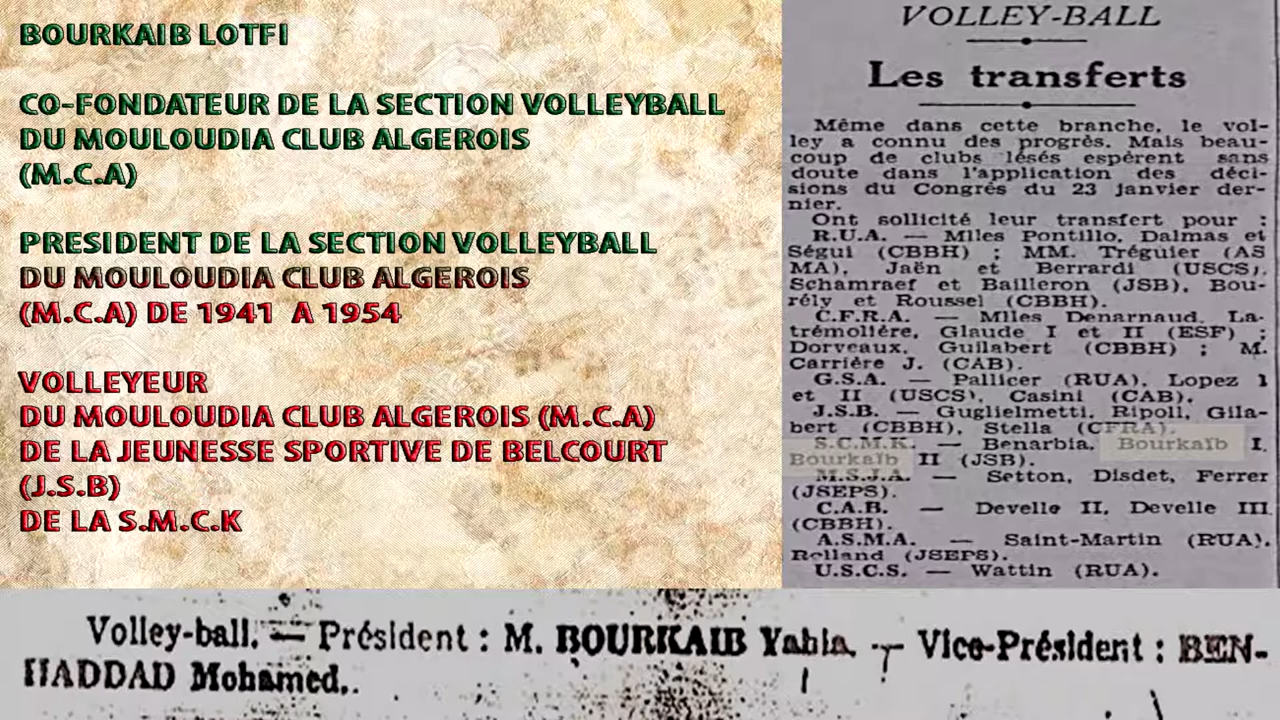 BOURKAIB LOTFI
CO-FONDATEUR DE LA SECTION VOLLEYBALL
DU MOULOUDIA CLUB ALGEROIS
(M.C.A)
PRESIDENT DE LA SECTION VOLLEYBALL
DU MOULOUDIA CLUB ALGEROIS
(M.C.A) DE 1941 A 1954
VOLLEYEUR
DU MOULOUDIA CLUB ALGEROIS (M.C.A)
DE LA JEUNESSE SPORTIVE DE BELCOURT
(J.S.B)
DE LA S.M.C.K
VOLLEY-BALL
Les transferts
Même dans cette branche, le vol-
ley a connu des progrès. Mais beau-
coup de clubs lésés espèrent sans
doute dans l'application des déci-
sions du Congrès du 23 janvier der-
nier.
Ont sollicité leur transfert pour :
R.U.A. — Mlles Pontillo, Dalmas et
Ségui (CBBH) ; MM. Tréguier (AS
MA), Jaën et Berrardi (USCS),
Schamraef et Bailleron (JSB), Bou-
rély et Roussel (CBBH).
C.F.R.A. — Mlles Denarnaud, La-
trémolière, Glaude I et II (ESF) ;
Dorveaux, Guilabert (CBBH) ; M.
Carrière J. (CAB).
G.S.A. — Pallicer (RUA), Lopez I
et II (USCS), Casini (CAB).
J.S.B. — Guglielmetti, Ripoll, Gila-
bert (CBBH), Stella (CFRA).
S.C.M.K. — Benarbia, Bourkaïb I,
Bourkaïb II (JSB).
M.S.J.A. — Setton, Disdet, Ferrer
(JSEPS).
C.A.B. — Develle II, Develle III
(CBBH).
A.S.M.A. — Saint-Martin (RUA),
Rolland (JSEPS).
U.S.C.S. — Wattin (RUA).
Volley-ball. — Président : M. BOURKAIB Yahia. — Vice-Président : BEN-
HADDAD Mohamed.